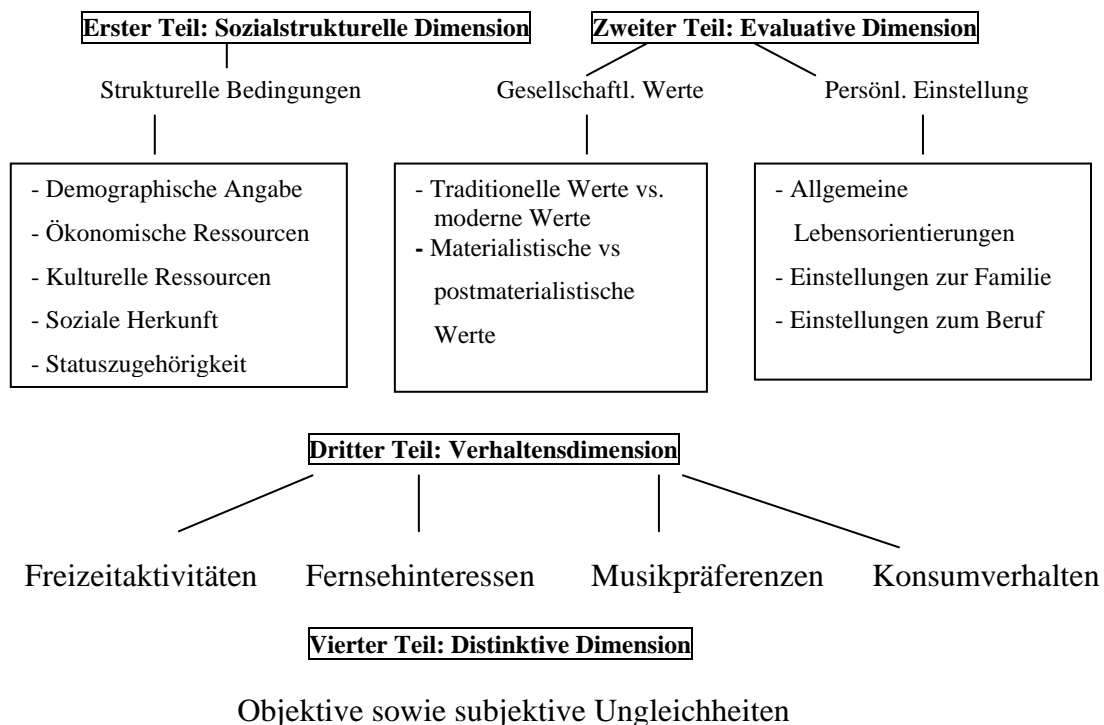 Erster Teil: Sozialstrukturelle Dimension
Zweiter Teil: Evaluative Dimension
Strukturelle Bedingungen
Gesellschaftl. Werte
Persönl. Einstellung
- Demographische Angabe
- Ökonomische Ressourcen
- Kulturelle Ressourcen
- Soziale Herkunft
- Statuszugehörigkeit
- Traditionelle Werte vs.
moderne Werte
- Materialistische vs
postmaterialistische
Werte
- Allgemeine
Lebensorientierungen
- Einstellungen zur Familie
- Einstellungen zum Beruf
Dritter Teil: Verhaltensdimension
Freizeitaktivitäten
Fernsehinteressen
Musikpräferenzen
Konsumverhalten
Vierter Teil: Distinktive Dimension
Objektive sowie subjektive Ungleichheiten